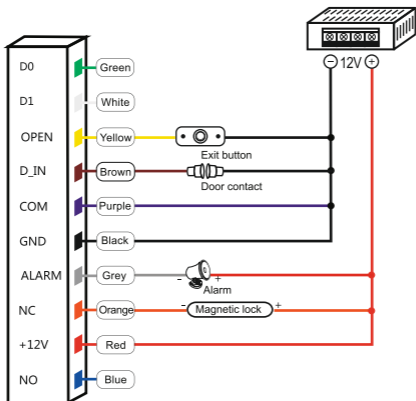 ⊖ 12V ⊕
D0 Green
D1 White
OPEN Yellow
Exit button
D_IN Brown
Door contact
COM Purple
GND Black
ALARM Grey - +
Alarm
NC Orange - Magnetic lock +
+12V Red
NO Blue